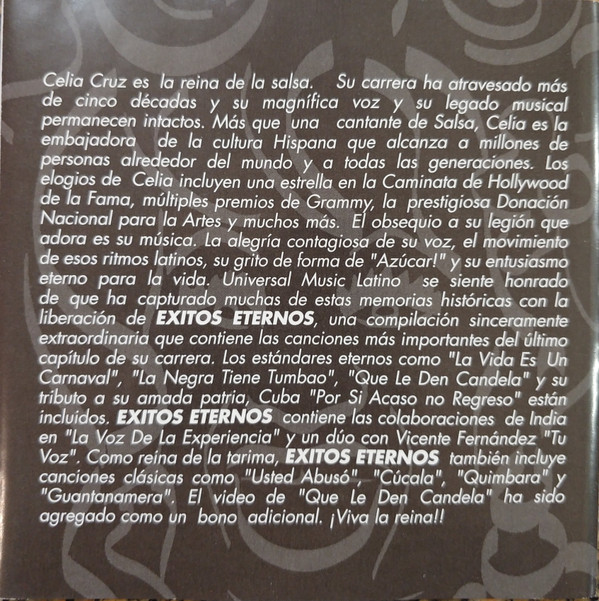 Celia Cruz es la reina de la salsa. Su carrera ha atravesado más
de cinco décadas y su magnífica voz y su legado musical
permanecen intactos. Más que una cantante de Salsa, Celía es la
embajadora de la cultura Hispana que alcanza a millones de
personas alrededor del mundo y a todas las generaciones. Los
elogios de Celia incluyen una estrella en la Caminata de Hollywood
de la Fama, múltiples premios de Grammy, la prestigiosa Donación
Nacional para la Artes y muchos más. El obsequio a su legión que
adora es su música. La alegría contagiosa de su voz, el movimiento
de esos ritmos latinos, su grito de forma de "Azúcar!" y su entusiasmo
eterno para la vida. Universal Music Latino se siente honrado
de que ha capturado muchas de estas memorias históricas con la
liberación de EXITOS ETERNOS, una compilación sinceramente
extraordinaria que contiene las canciones más importantes del último
capítulo de su carrera. Los estándares eternos como "La Vida Es Un
Carnaval", "La Negra Tiene Tumbao", "Que Le Den Candela" y su
tributo a su amada patria, Cuba "Por Si Acaso no Regreso" están
incluidos. EXITOS ETERNOS contiene las colaboraciones de India
en "La Voz De La Experiencia" y un dúo con Vicente Fernández "Tu
Voz". Como reina de la tarima, EXITOS ETERNOS también incluye
canciones clásicas como "Usted Abusó", "Cúcala", "Quimbara" y
"Guantanamera". El video de "Que Le Den Candela" ha sido
agregado como un bono adicional. ¡Viva la reina!!